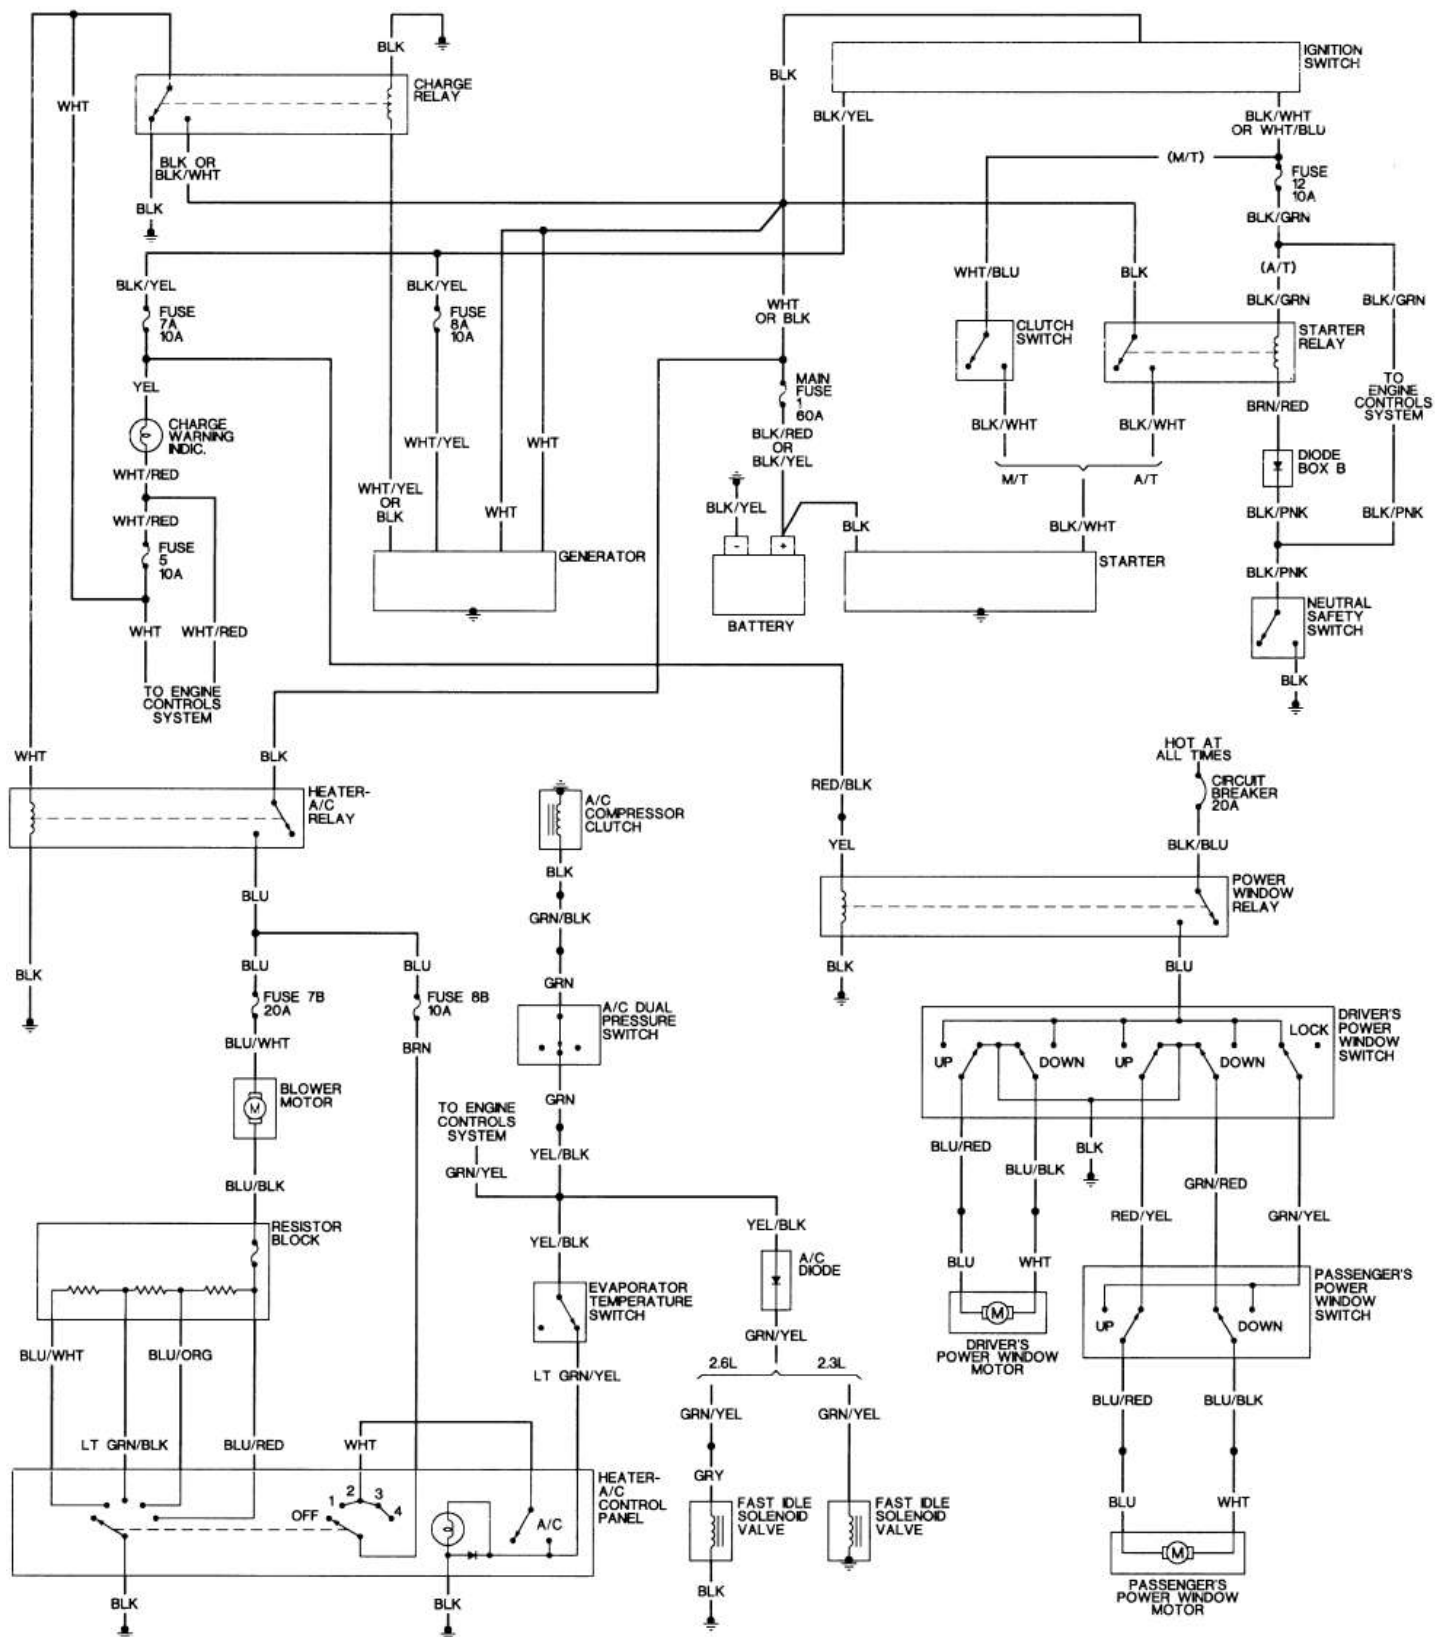 BLK
IGNITION
SWITCH
CHARGE
RELAY
BLK
WHT
BLK/YEL
BLK/WHT
OR WHT/BLU
BLK OR
BLK/WHT
(M/T)
FUSE
12
10A
BLK
BLK/GRN
WHT/BLU
BLK
(A/T)
BLK/YEL
BLK/YEL
WHT
OR BLK
BLK/GRN
BLK/GRN
FUSE
7A
10A
FUSE
8A
10A
CLUTCH
SWITCH
STARTER
RELAY
YEL
MAIN
FUSE
1
60A
TO
ENGINE
CONTROLS
SYSTEM
BRN/RED
CHARGE
WARNING
INDIC.
WHT/YEL
WHT
BLK/RED
OR
BLK/YEL
BLK/WHT
BLK/WHT
DIODE
BOX B
WHT/RED
M/T
A/T
WHT/YEL
OR
BLK
WHT
BLK/YEL
BLK/PNK
BLK/PNK
WHT/RED
BLK
BLK/WHT
FUSE
5
10A
GENERATOR
-
+
STARTER
BLK/PNK
BATTERY
NEUTRAL
SAFETY
SWITCH
WHT
WHT/RED
BLK
TO ENGINE
CONTROLS
SYSTEM
WHT
BLK
HOT AT
ALL TIMES
CIRCUIT
BREAKER
20A
RED/BLK
HEATER-
A/C
RELAY
A/C
COMPRESSOR
CLUTCH
YEL
BLK/BLU
BLK
POWER
WINDOW
RELAY
BLU
GRN/BLK
BLK
BLU
BLU
BLU
BLK
GRN
FUSE 7B
20A
FUSE 8B
10A
A/C DUAL
PRESSURE
SWITCH
DRIVER'S
POWER
WINDOW
SWITCH
LOCK
UP
DOWN
UP
DOWN
BLU/WHT
BRN
BLOWER
MOTOR
M
GRN
TO ENGINE
CONTROLS
SYSTEM
YEL/BLK
GRN/YEL
BLU/RED
BLK
BLU/BLK
GRN/RED
BLU/BLK
RED/YEL
GRN/YEL
RESISTOR
BLOCK
YEL/BLK
YEL/BLK
A/C
DIODE
BLU
WHT
EVAPORATOR
TEMPERATURE
SWITCH
PASSENGER'S
POWER
WINDOW
SWITCH
M
UP
DOWN
GRN/YEL
DRIVER'S
POWER WINDOW
MOTOR
BLU/WHT
BLU/ORG
LT GRN/YEL
2.6L
2.3L
BLU/RED
BLU/BLK
GRN/YEL
GRN/YEL
LT GRN/BLK
BLU/RED
WHT
HEATER-
A/C
CONTROL
PANEL
GRY
OFF
1
2
3
4
A/C
FAST IDLE
SOLENOID
VALVE
FAST IDLE
SOLENOID
VALVE
BLU
WHT
M
BLK
BLK
BLK
PASSENGER'S
POWER WINDOW
MOTOR